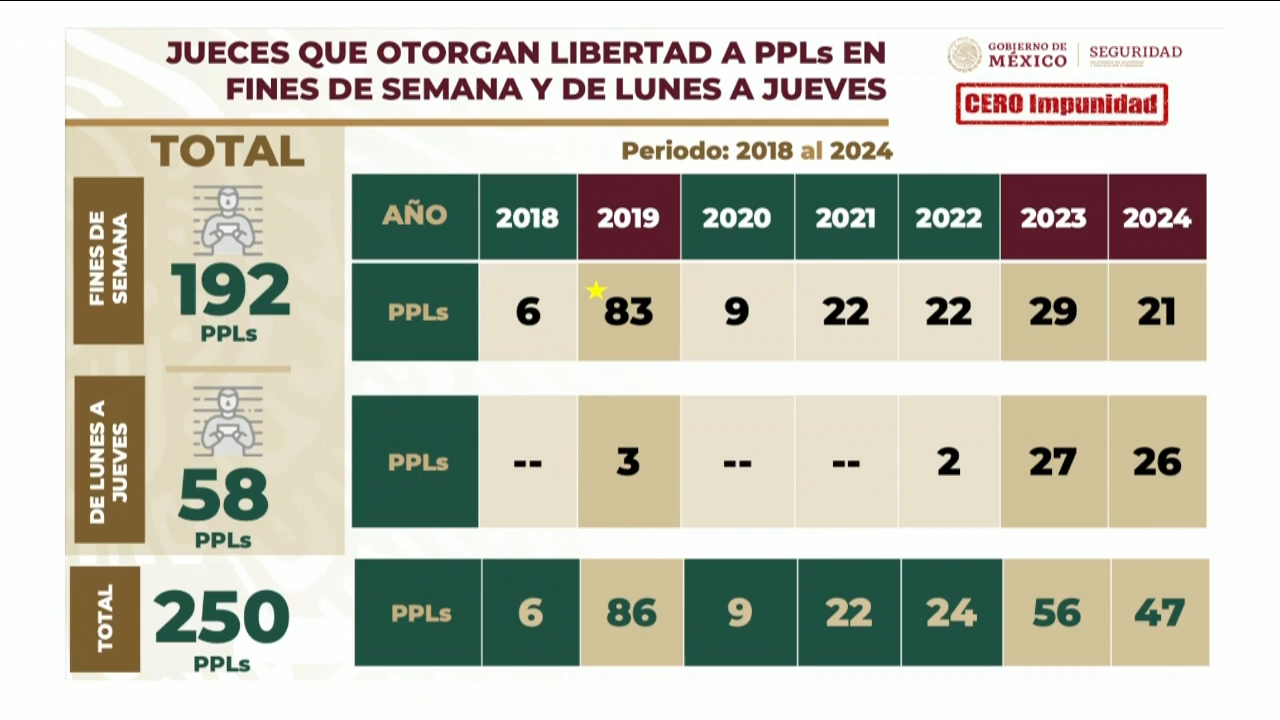 JUECES QUE OTORGAN LIBERTAD A PPLs EN
FINES DE SEMANA Y DE LUNES A JUEVES
GOBIERNO DE
MÉXICO
SEGURIDAD
CERO Impunidad
TOTAL
Periodo: 2018 al 2024
FINES DE
SEMANA
192
PPLs
AÑO 2018 2019 2020 2021 2022 2023 2024
PPLs 6 83 9 22 22 29 21
DE LUNES A
JUEVES
58
PPLs
PPLs -- 3 -- -- 2 27 26
TOTAL
250
PPLs
PPLs 6 86 9 22 24 56 47